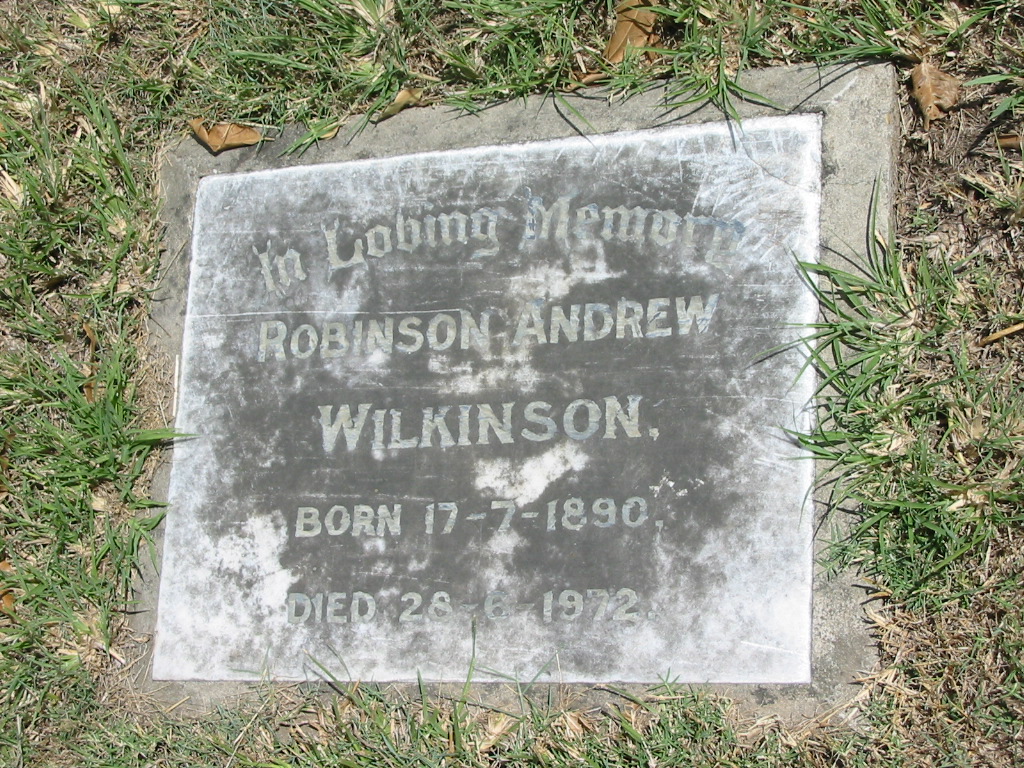 In Loving Memory
ROBINSON ANDREW
WILKINSON,
BORN 17-7-1890,
DIED 28-6-1972.